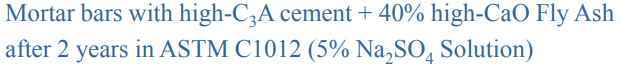 Mortar bars with high-C₃A cement + 40% high-CaO Fly Ash
after 2 years in ASTM C1012 (5% Na₂SO₄ Solution)